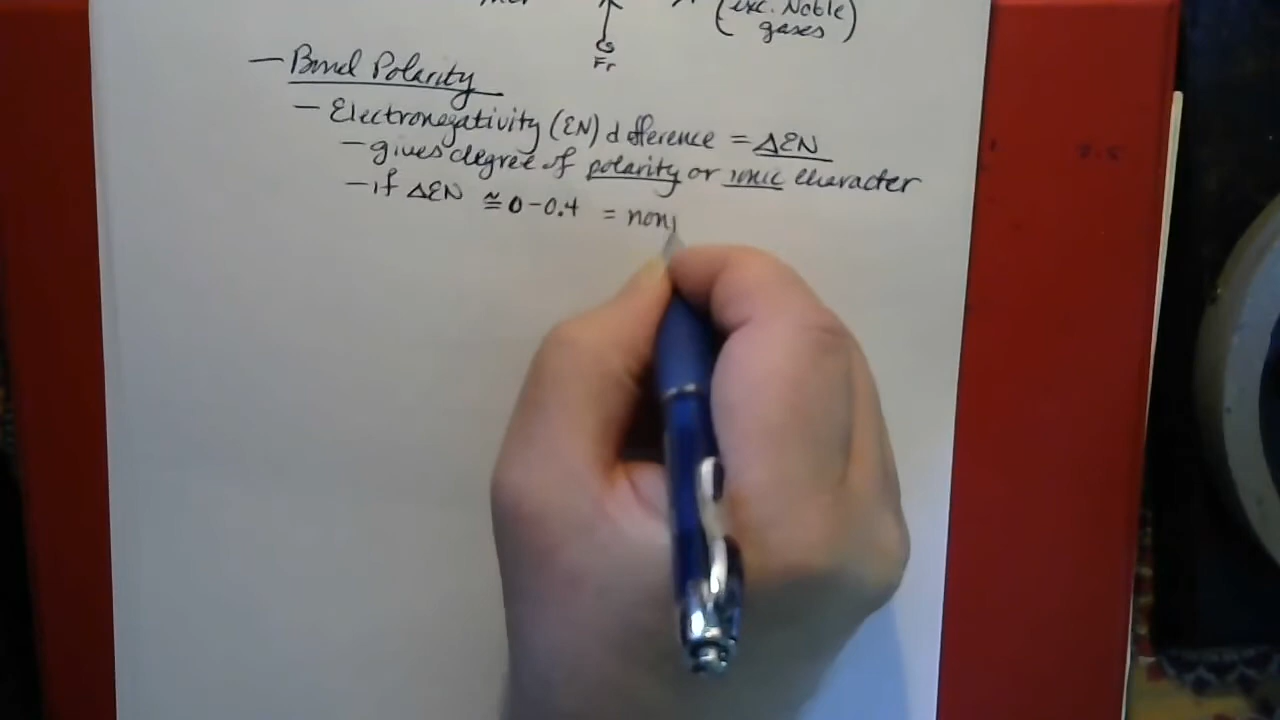 (exc. Noble
gases)
Fr
— Bond Polarity
— Electronegativity (EN) difference = ΔEN
— gives degree of polarity or ionic character
— if ΔEN ≅ 0-0.4 = nonp